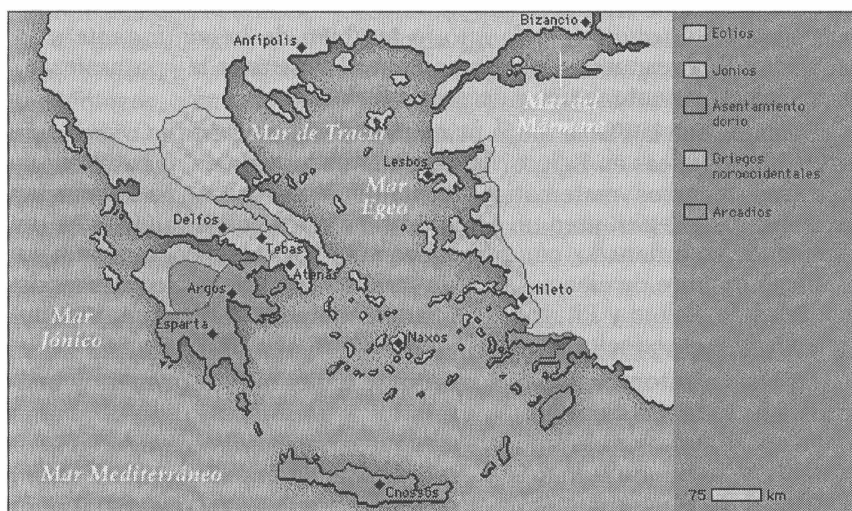 Bizancio
Anfípolis
Mar del
Mármara
Mar de Tracia
Lesbos
Mar
Egeo
Delfos
Tebas
Atenas
Argos
Mileto
Mar
Jónico
Esparta
Naxos
Mar Mediterráneo
Cnossos
Eolios
Jonios
Asentamiento
dorio
Griegos
noroccidentales
Arcadios
75 km